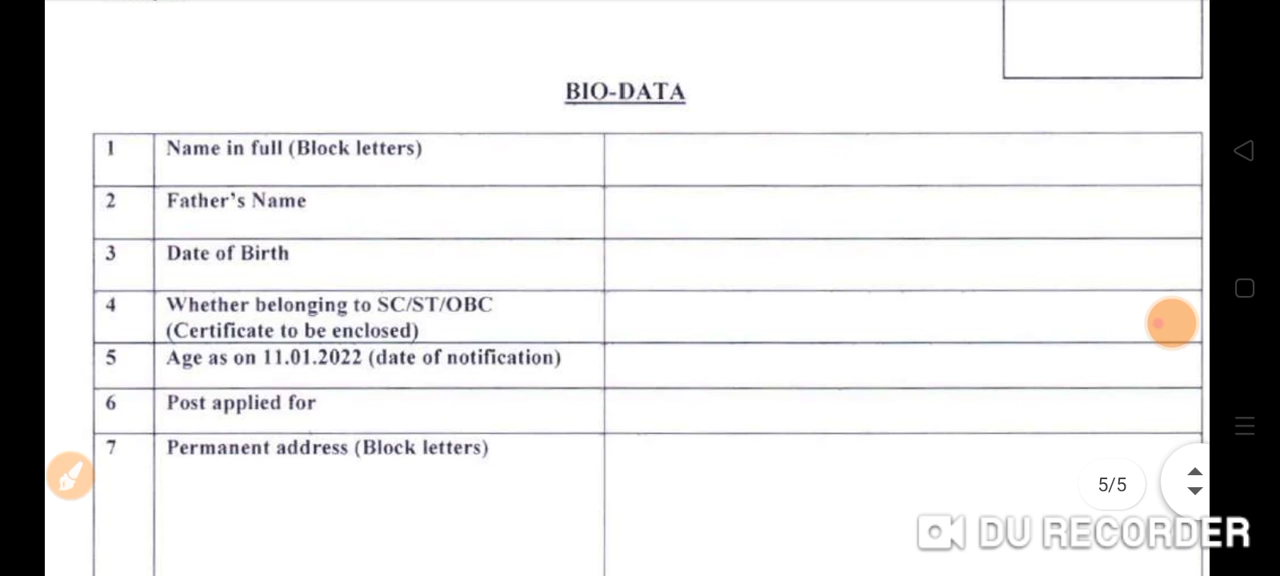 BIO-DATA
1 Name in full (Block letters)
2 Father's Name
3 Date of Birth
4 Whether belonging to SC/ST/OBC
(Certificate to be enclosed)
5 Age as on 11.01.2022 (date of notification)
6 Post applied for
7 Permanent address (Block letters)
5/5
DU RECORDER